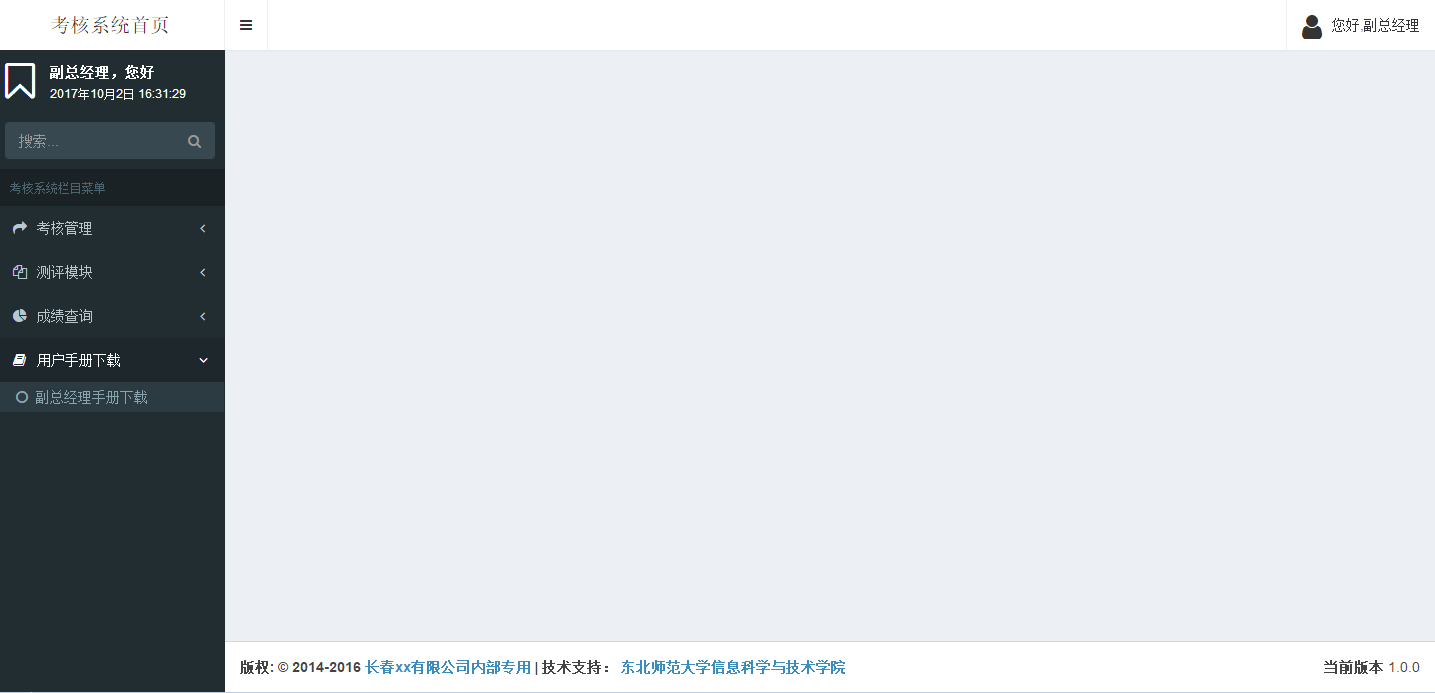 考核系统首页
您好,副总经理
副总经理，您好
2017年10月2日 16:31:29
搜索...
考核系统栏目菜单
考核管理
测评模块
成绩查询
用户手册下载
副总经理手册下载
版权: © 2014-2016 长春xx有限公司内部专用 | 技术支持： 东北师范大学信息科学与技术学院
当前版本 1.0.0